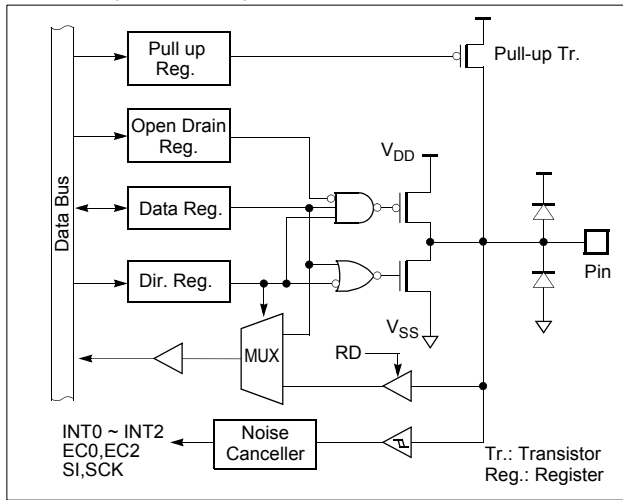 Pull up
Reg.
Pull-up Tr.
Open Drain
Reg.
VDD
Data Bus
Data Reg.
Dir. Reg.
Pin
VSS
MUX
RD
INT0 ~ INT2
EC0,EC2
SI,SCK
Noise
Canceller
Tr.: Transistor
Reg.: Register